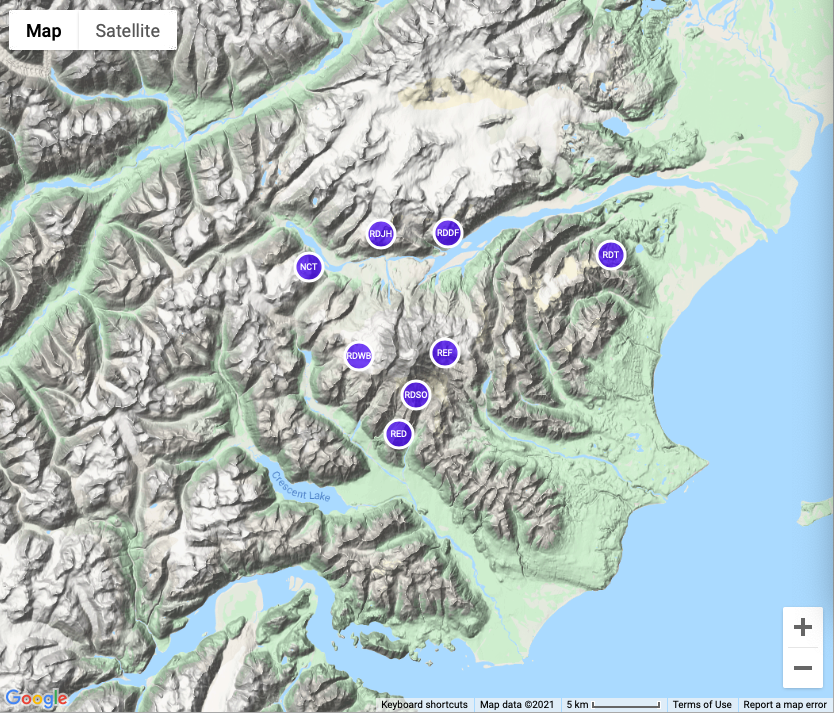 Map Satellite
RDJH
RDDF
RDT
NCT
RDWB
REF
RDSO
RED
Crescent Lake
Google
Keyboard shortcuts Map data ©2021 5 km Terms of Use Report a map error